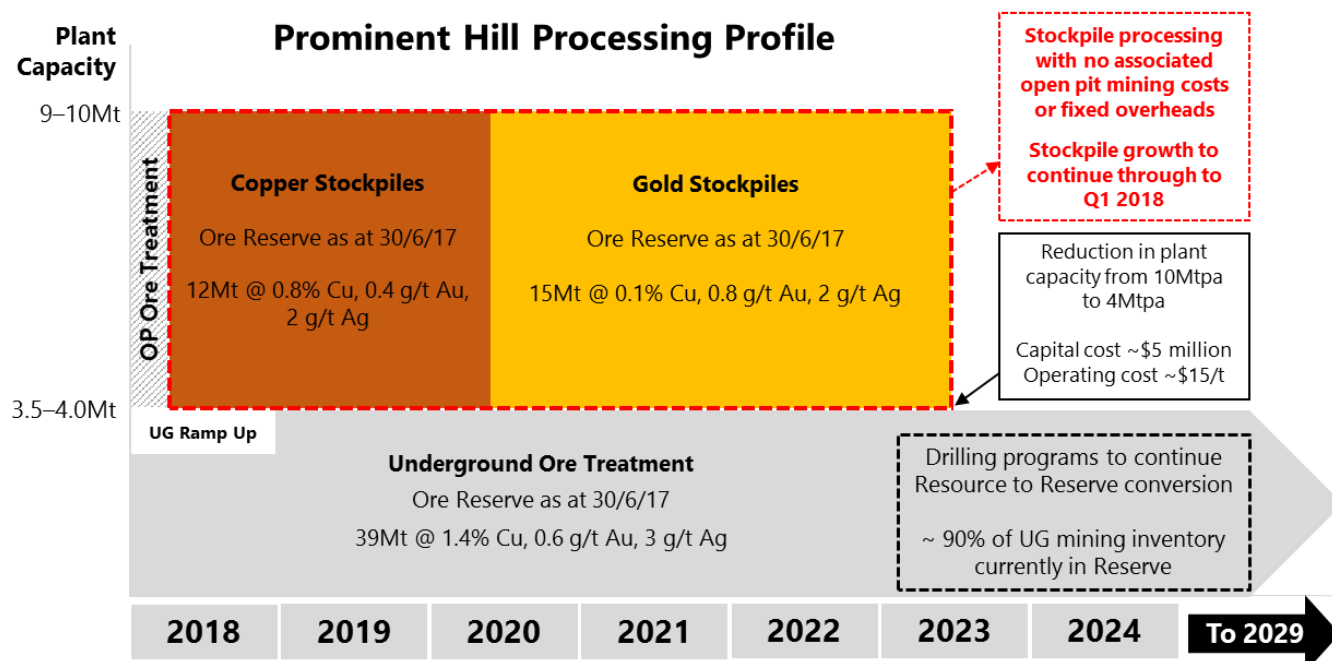 Prominent Hill Processing Profile
Plant
Capacity
9–10Mt
3.5–4.0Mt
OP Ore Treatment
Copper Stockpiles
Ore Reserve as at 30/6/17
12Mt @ 0.8% Cu, 0.4 g/t Au,
2 g/t Ag
Gold Stockpiles
Ore Reserve as at 30/6/17
15Mt @ 0.1% Cu, 0.8 g/t Au, 2 g/t Ag
Stockpile processing
with no associated
open pit mining costs
or fixed overheads
Stockpile growth to
continue through to
Q1 2018
Reduction in plant
capacity from 10Mtpa
to 4Mtpa
Capital cost ~$5 million
Operating cost ~$15/t
UG Ramp Up
Underground Ore Treatment
Ore Reserve as at 30/6/17
39Mt @ 1.4% Cu, 0.6 g/t Au, 3 g/t Ag
Drilling programs to continue
Resource to Reserve conversion
~ 90% of UG mining inventory
currently in Reserve
2018
2019
2020
2021
2022
2023
2024
To 2029